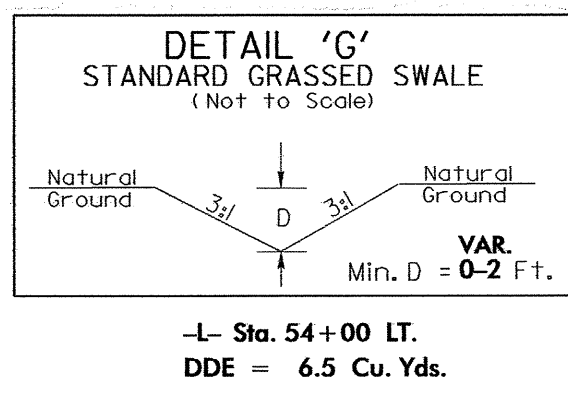 DETAIL 'G'
STANDARD GRASSED SWALE
(Not to Scale)
Natural
Ground
3:1
D
3:1
Natural
Ground
VAR.
Min. D = 0–2 Ft.
–L– Sta. 54+00 LT.
DDE = 6.5 Cu. Yds.